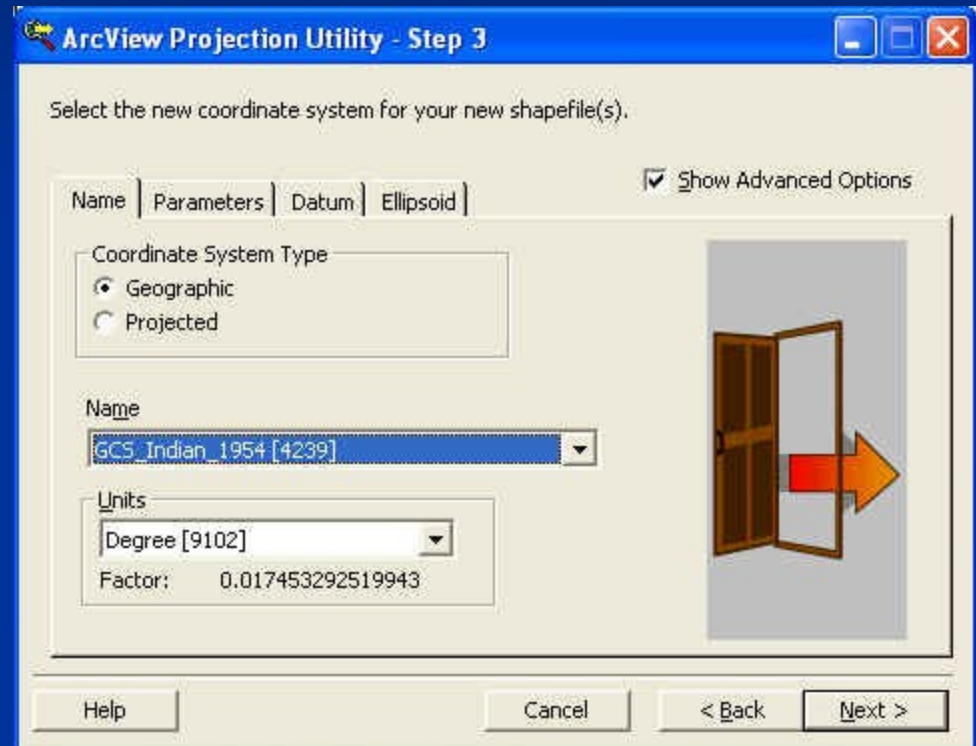 ArcView Projection Utility - Step 3
Select the new coordinate system for your new shapefile(s).
Show Advanced Options
Name Parameters Datum Ellipsoid
Coordinate System Type
Geographic
Projected
Name
GCS_Indian_1954 [4239]
Units
Degree [9102]
Factor: 0.017453292519943
Help Cancel < Back Next >